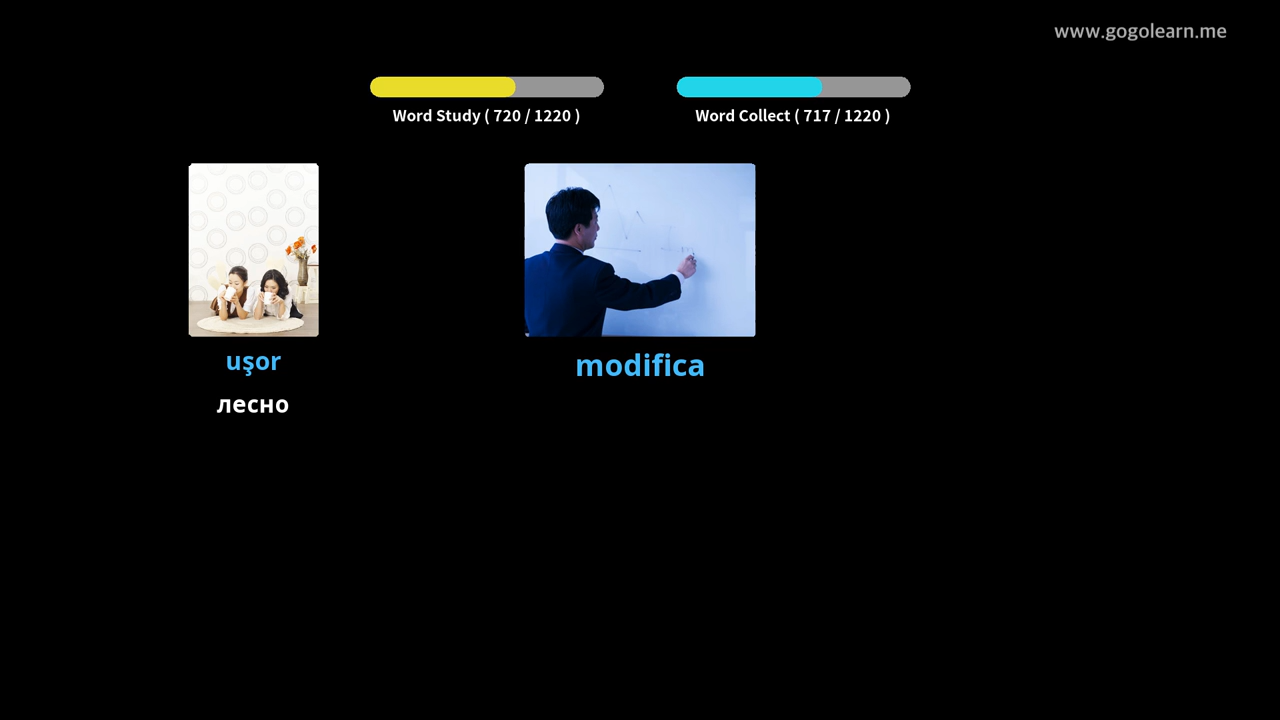 www.gogolearn.me
Word Study ( 720 / 1220 )
Word Collect ( 717 / 1220 )
uşor
лесно
modifica